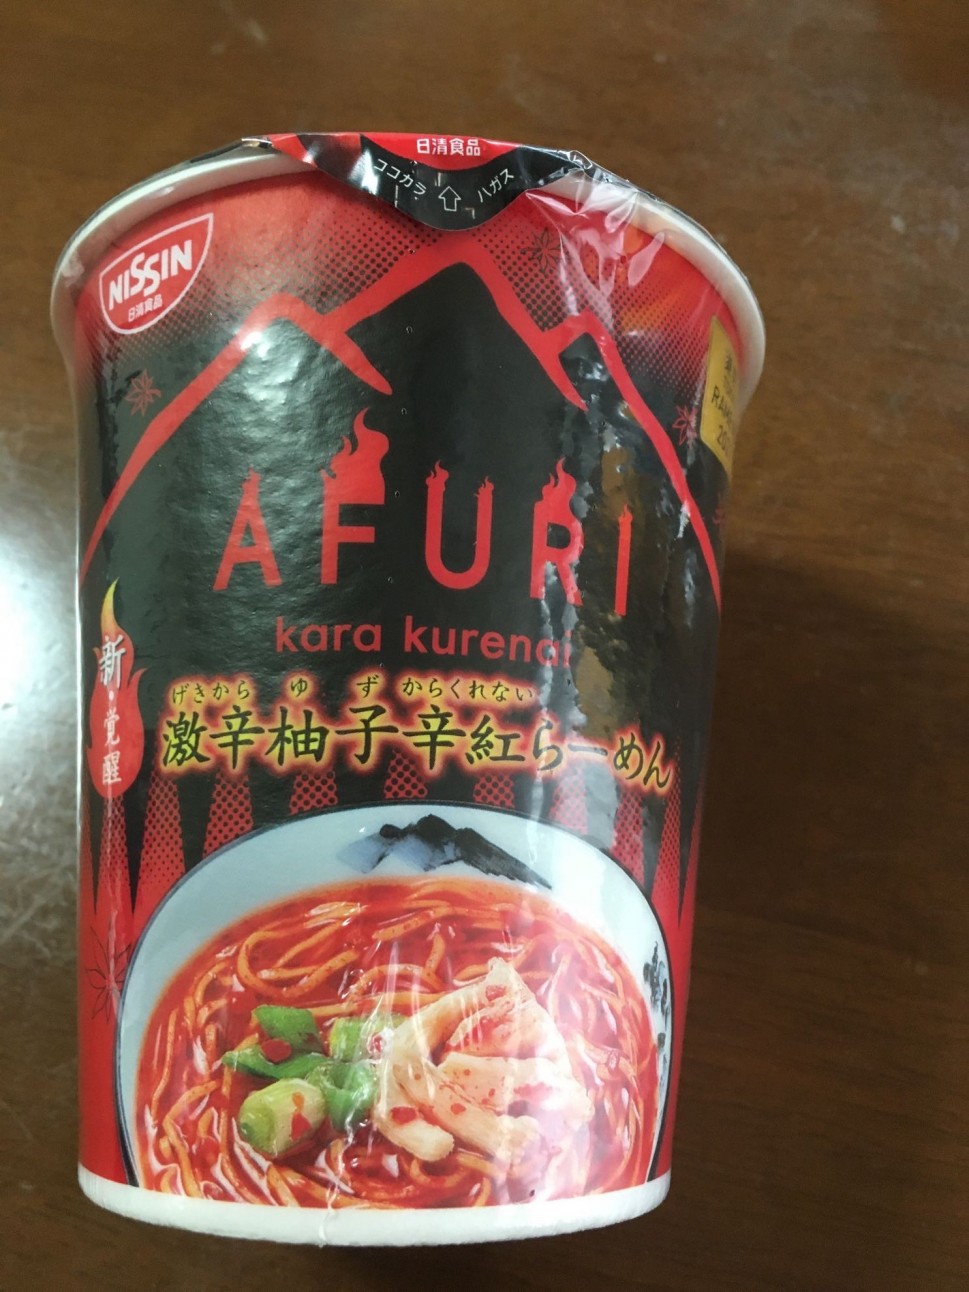 日清食品
ココカラ ハガス
NISSIN
日清食品
AFURI
kara kurenai
新・覚醒
げきから ゆ ず からくれない
激辛柚子辛紅らーめん